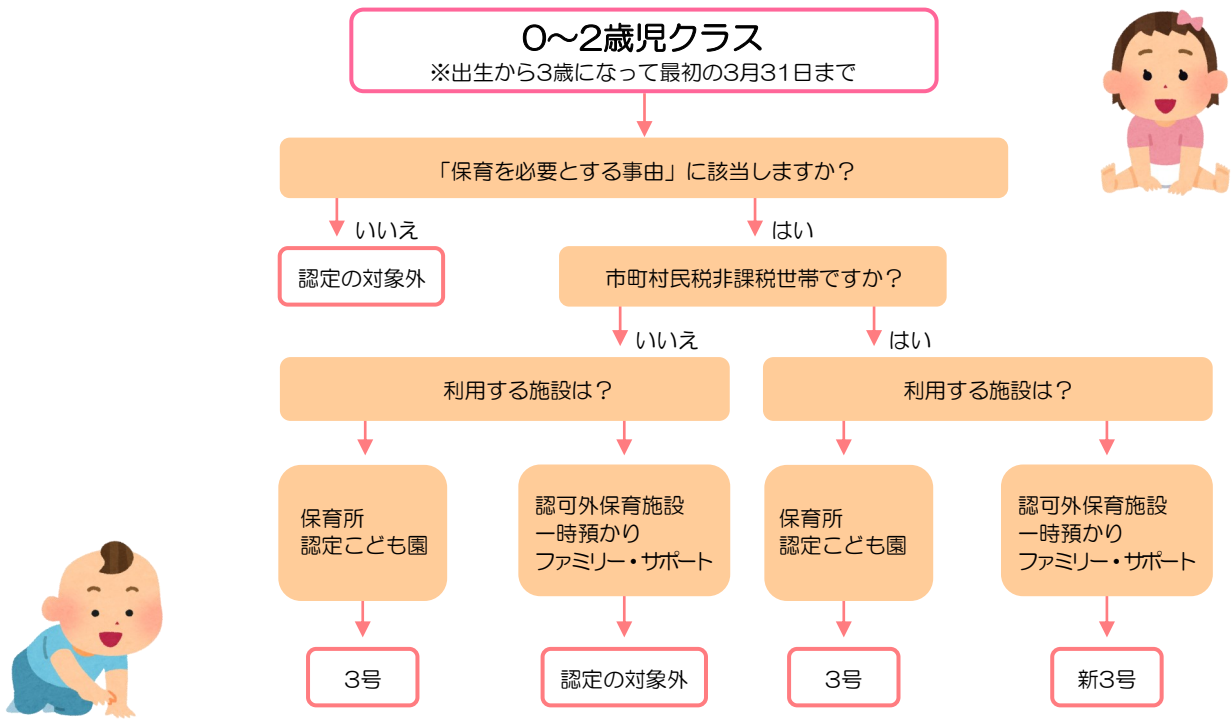 0～2歳児クラス
※出生から3歳になって最初の3月31日まで
「保育を必要とする事由」に該当しますか？
いいえ
はい
認定の対象外
市町村民税非課税世帯ですか？
いいえ
はい
利用する施設は？
利用する施設は？
保育所
認定こども園
認可外保育施設
一時預かり
ファミリー・サポート
保育所
認定こども園
認可外保育施設
一時預かり
ファミリー・サポート
3号
認定の対象外
3号
新3号